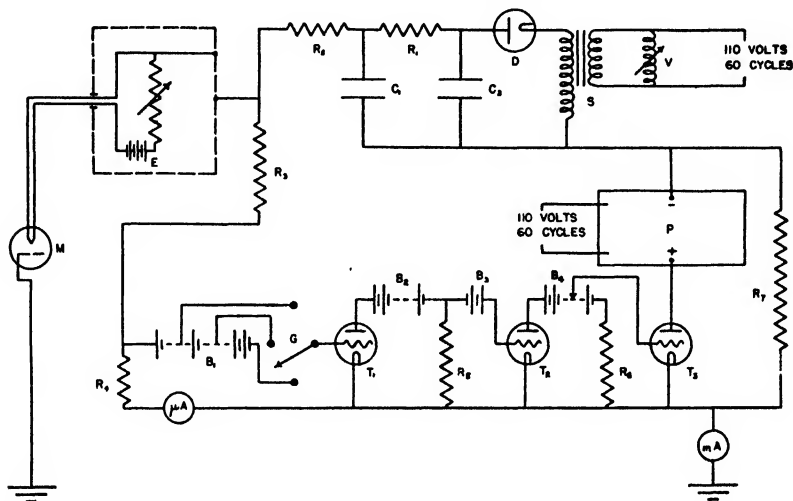 R₂
R₁
D
S
V
110 VOLTS
60 CYCLES
C₁
C₂
E
R₃
M
110 VOLTS
60 CYCLES
-
P
+
R₇
B₂
B₃
B₄
B₁
G
T₁
R₅
T₂
R₆
T₃
R₄
μA
mA